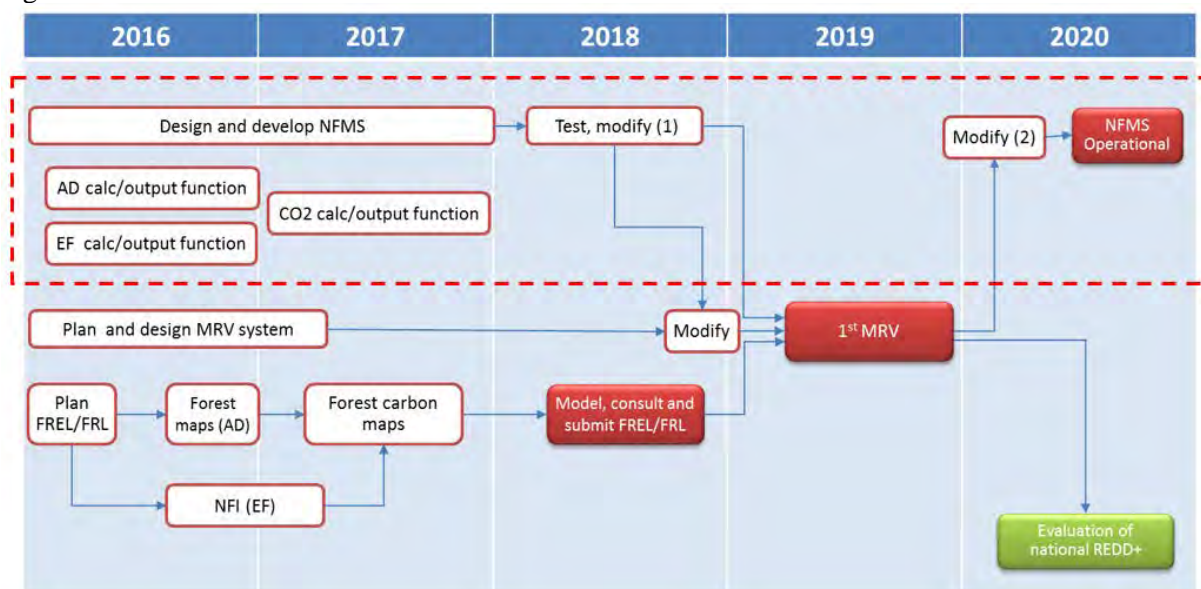 2016
2017
2018
2019
2020
Design and develop NFMS
Test, modify (1)
Modify (2)
NFMS
Operational
AD calc/output function
CO2 calc/output function
EF calc/output function
Plan and design MRV system
Modify
1st MRV
Plan
FREL/FRL
Forest
maps (AD)
Forest carbon
maps
Model, consult and
submit FREL/FRL
NFI (EF)
Evaluation of
national REDD+